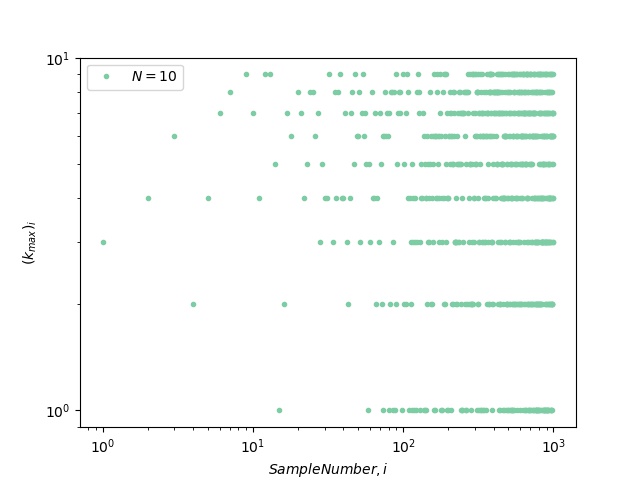 10¹
N = 10
(k_max)_i
10⁰
10⁰ 10¹ 10² 10³
SampleNumber, i